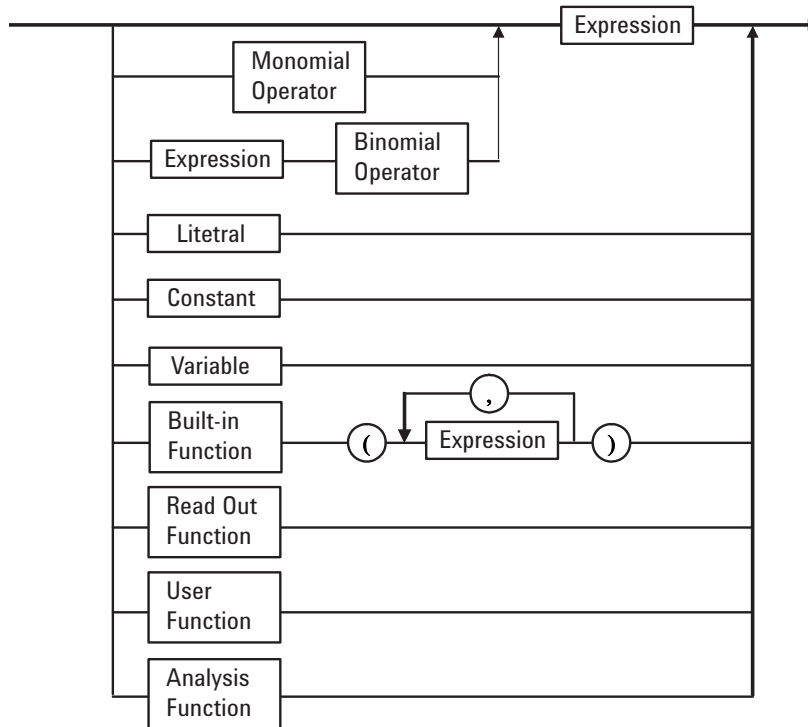 Expression
Monomial
Operator
Expression
Binomial
Operator
Litetral
Constant
Variable
,
Built-in
Function
(
Expression
)
Read Out
Function
User
Function
Analysis
Function